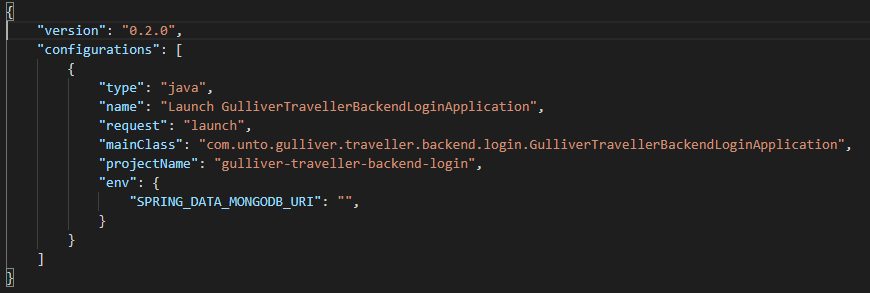 {
    "version": "0.2.0",
    "configurations": [
        {
            "type": "java",
            "name": "Launch GulliverTravellerBackendLoginApplication",
            "request": "launch",
            "mainClass": "com.unto.gulliver.traveller.backend.login.GulliverTravellerBackendLoginApplication",
            "projectName": "gulliver-traveller-backend-login",
            "env": {
                "SPRING_DATA_MONGODB_URI": "",
            }
        }
    ]
}